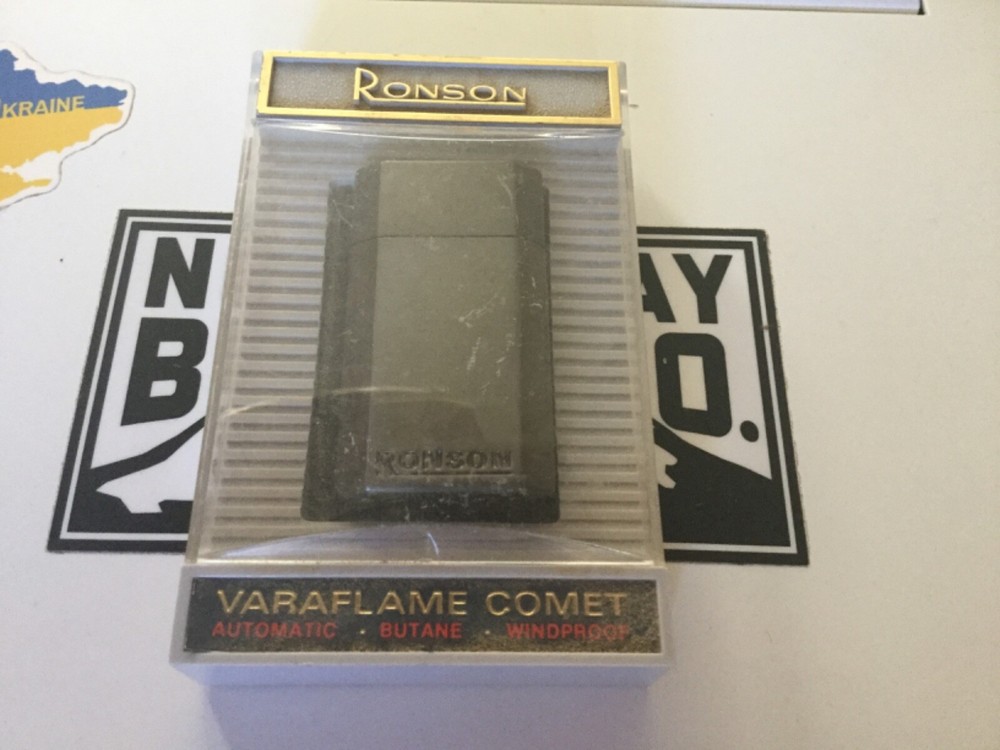 RONSON
KRAINE
N AY
B O.
RONSON
VARAFLAME COMET
AUTOMATIC · BUTANE · WINDPROOF